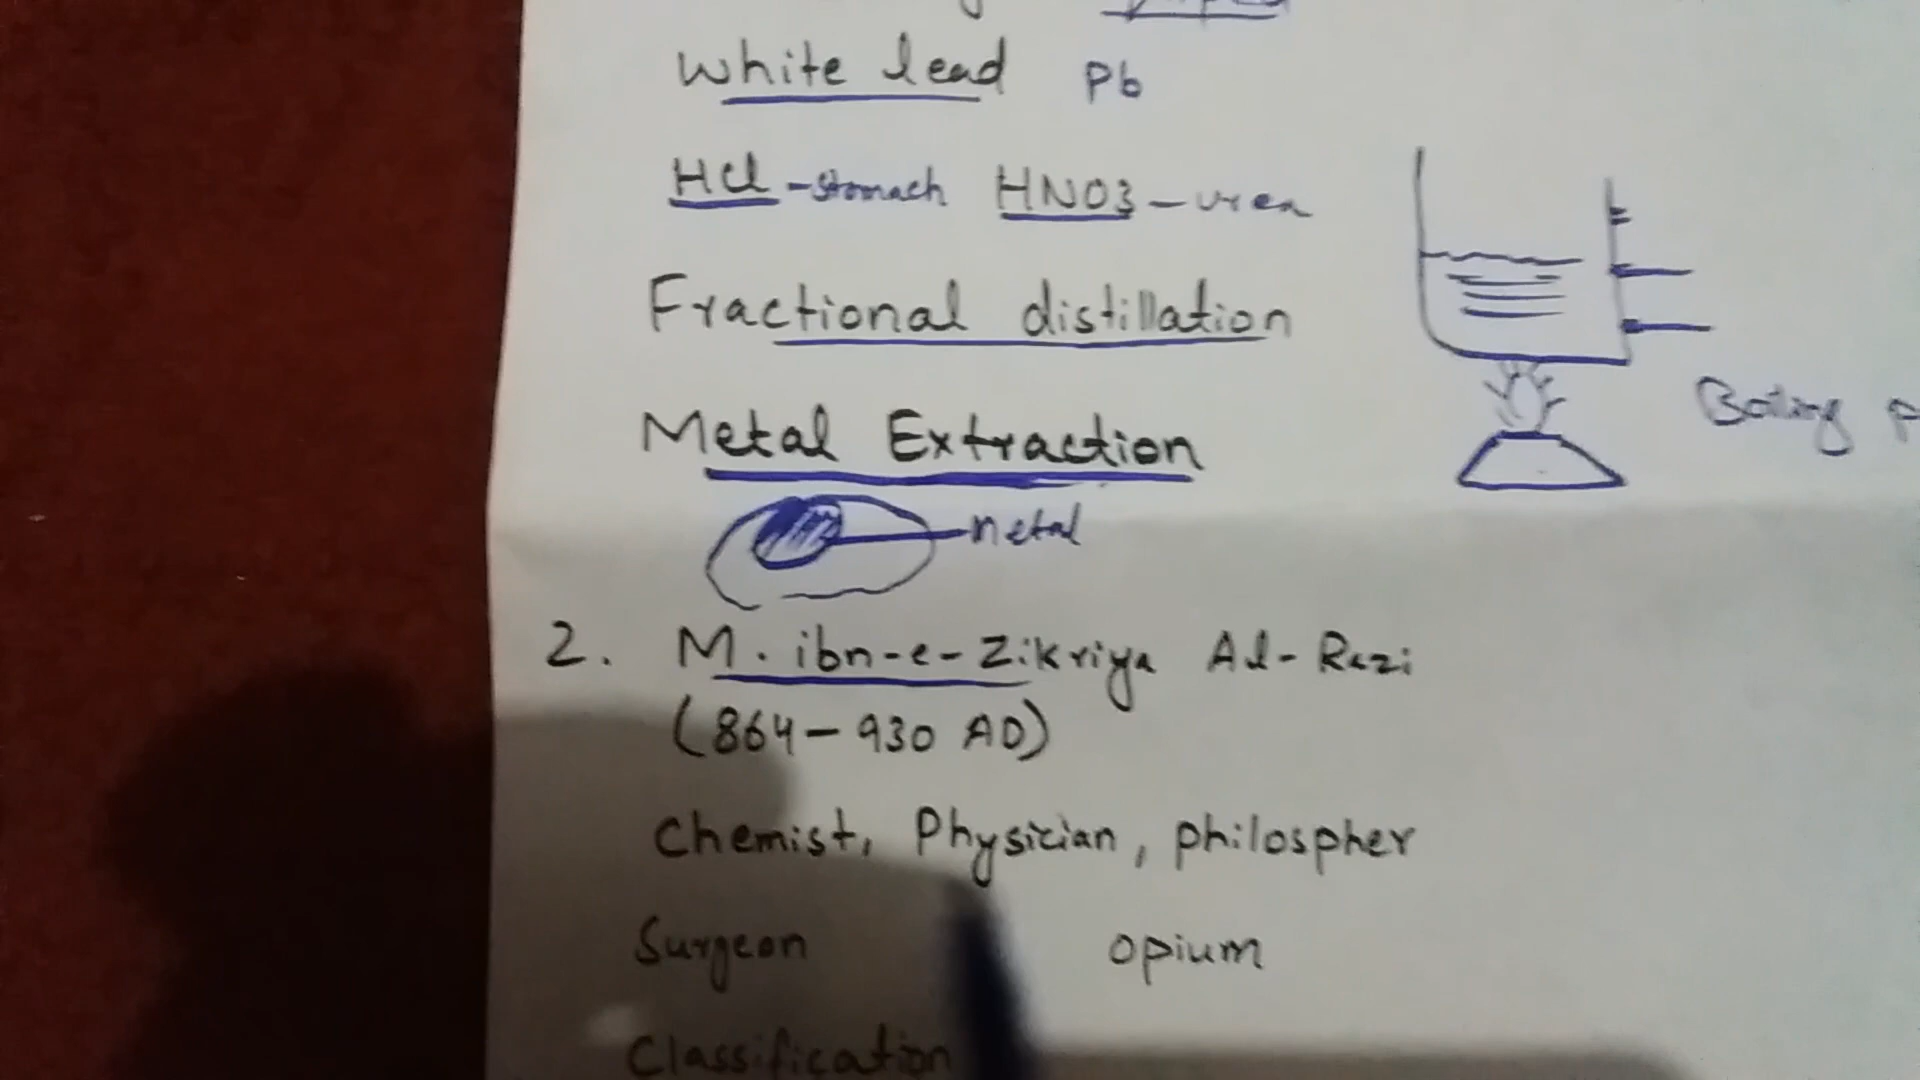 White lead Pb
HCl - stomach HNO3 - urea
Fractional distillation
Boiling
Metal Extraction
metal
2. M. ibn-e-Zikriya Al-Razi
(864-930 AD)
Chemist, Physician, philospher
Surgeon Opium
Classification